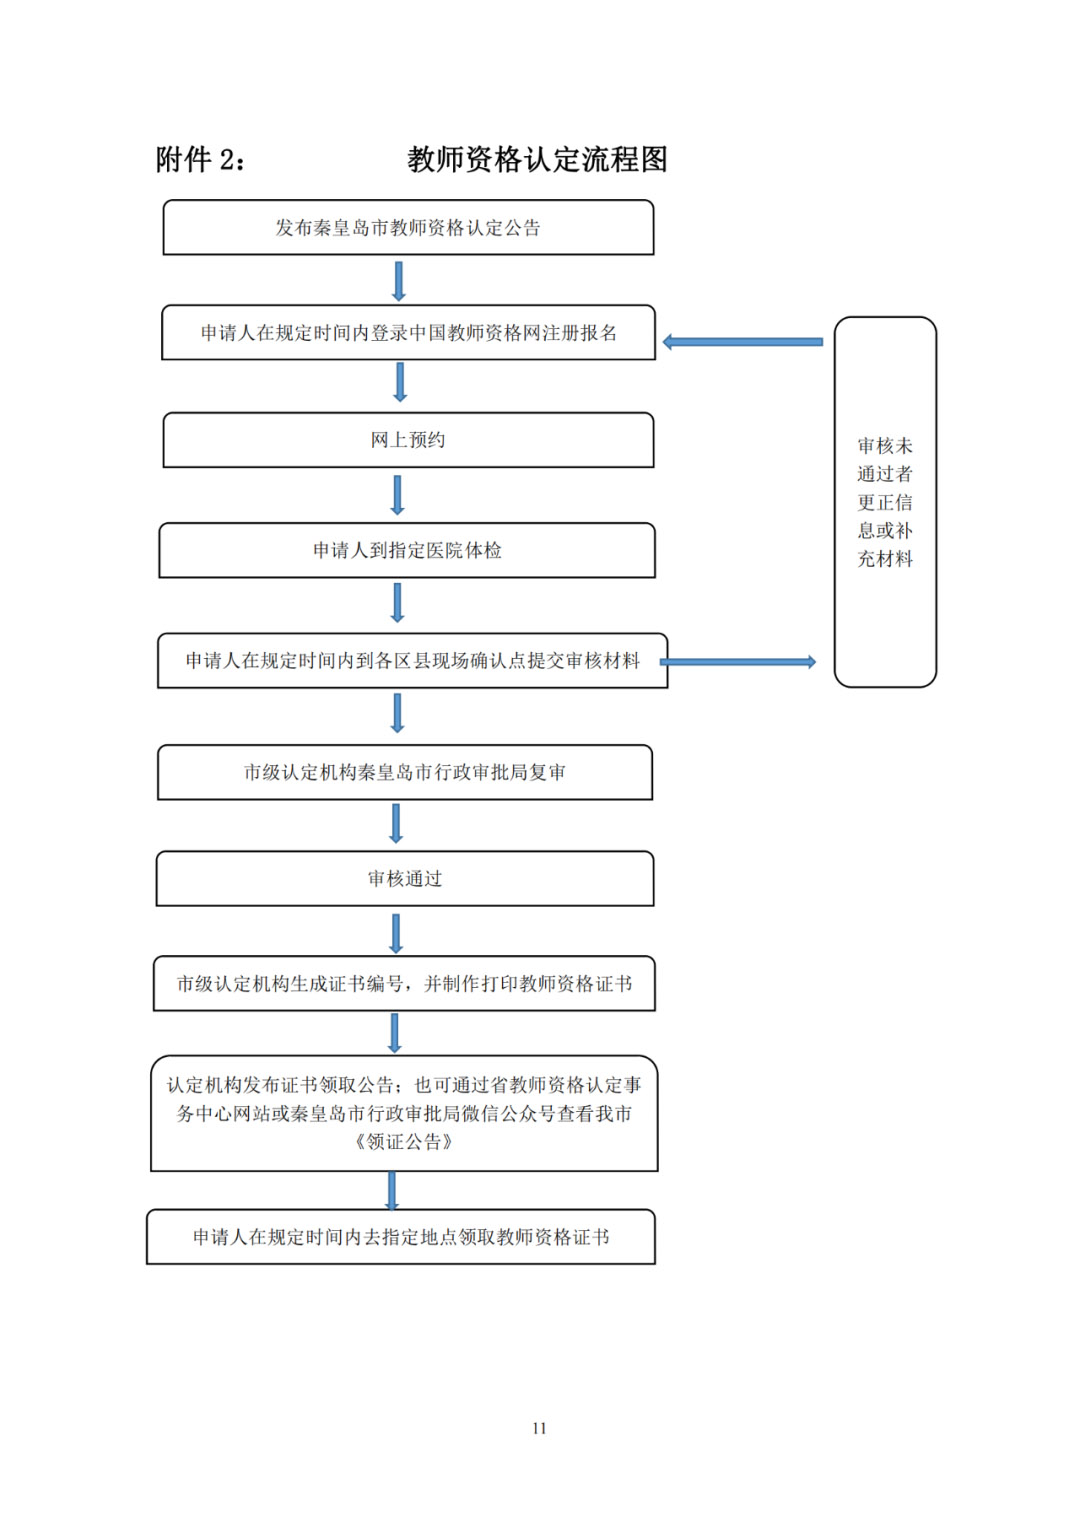 附件 2： 教师资格认定流程图
发布秦皇岛市教师资格认定公告
申请人在规定时间内登录中国教师资格网注册报名
网上预约
申请人到指定医院体检
申请人在规定时间内到各区县现场确认点提交审核材料
审核未
通过者
更正信
息或补
充材料
市级认定机构秦皇岛市行政审批局复审
审核通过
市级认定机构生成证书编号，并制作打印教师资格证书
认定机构发布证书领取公告；也可通过省教师资格认定事
务中心网站或秦皇岛市行政审批局微信公众号查看我市
《领证公告》
申请人在规定时间内去指定地点领取教师资格证书
11